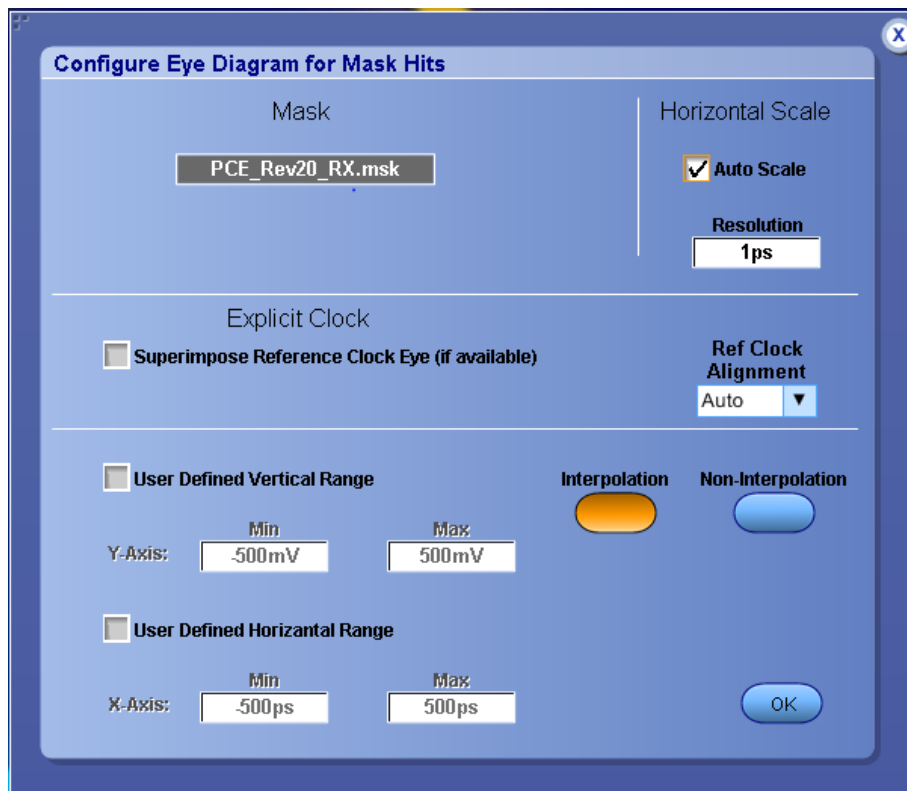 X
Configure Eye Diagram for Mask Hits
Mask
Horizontal Scale
PCE_Rev20_RX.msk
Auto Scale
Resolution
1ps
Explicit Clock
Superimpose Reference Clock Eye (if available)
Ref Clock
Alignment
Auto
User Defined Vertical Range
Interpolation
Non-Interpolation
Min
Max
Y-Axis:
-500mV
500mV
User Defined Horizantal Range
Min
Max
X-Axis:
-500ps
500ps
OK